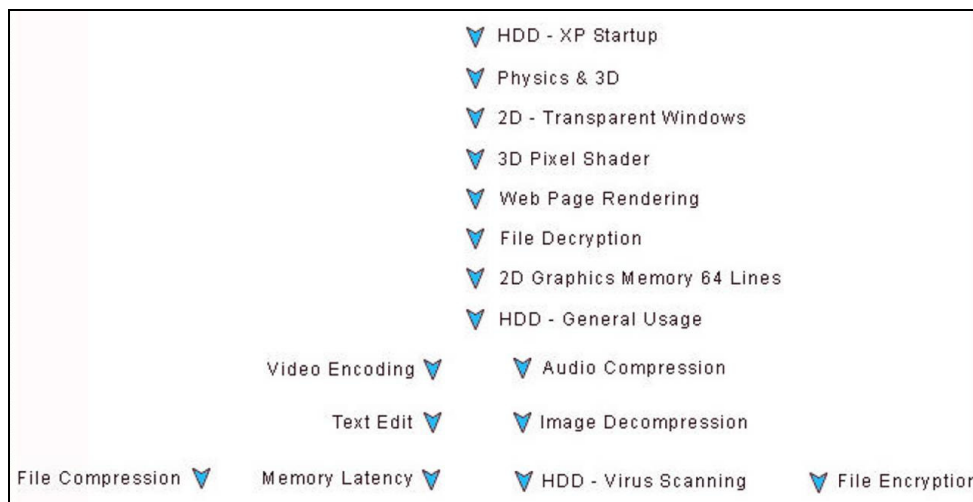 HDD - XP Startup
Physics & 3D
2D - Transparent Windows
3D Pixel Shader
Web Page Rendering
File Decryption
2D Graphics Memory 64 Lines
HDD - General Usage
Video Encoding Audio Compression
Text Edit Image Decompression
File Compression Memory Latency HDD - Virus Scanning File Encryption